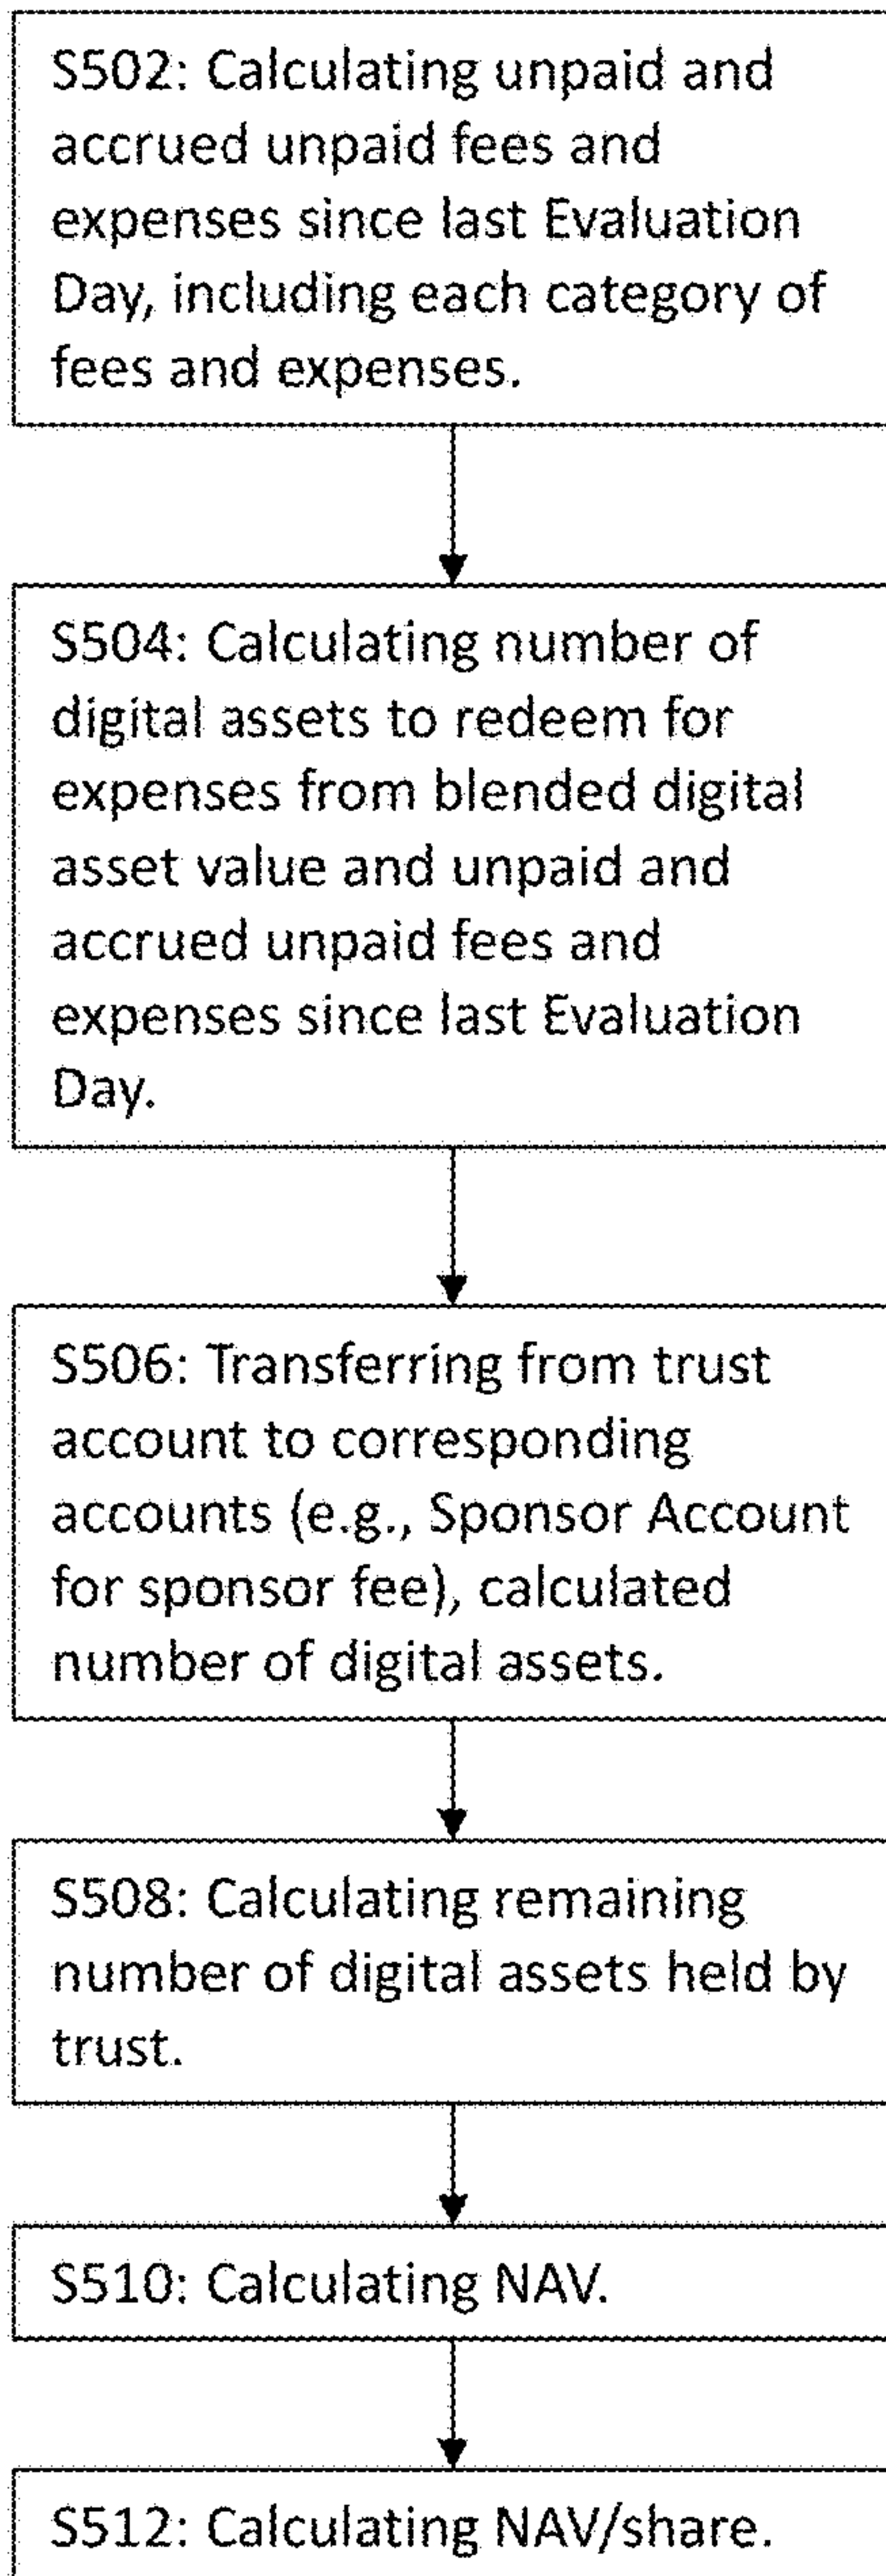 S502: Calculating unpaid and
accrued unpaid fees and
expenses since last Evaluation
Day, including each category of
fees and expenses.
S504: Calculating number of
digital assets to redeem for
expenses from blended digital
asset value and unpaid and
accrued unpaid fees and
expenses since last Evaluation
Day.
S506: Transferring from trust
account to corresponding
accounts (e.g., Sponsor Account
for sponsor fee), calculated
number of digital assets.
S508: Calculating remaining
number of digital assets held by
trust.
S510: Calculating NAV.
S512: Calculating NAV/share.